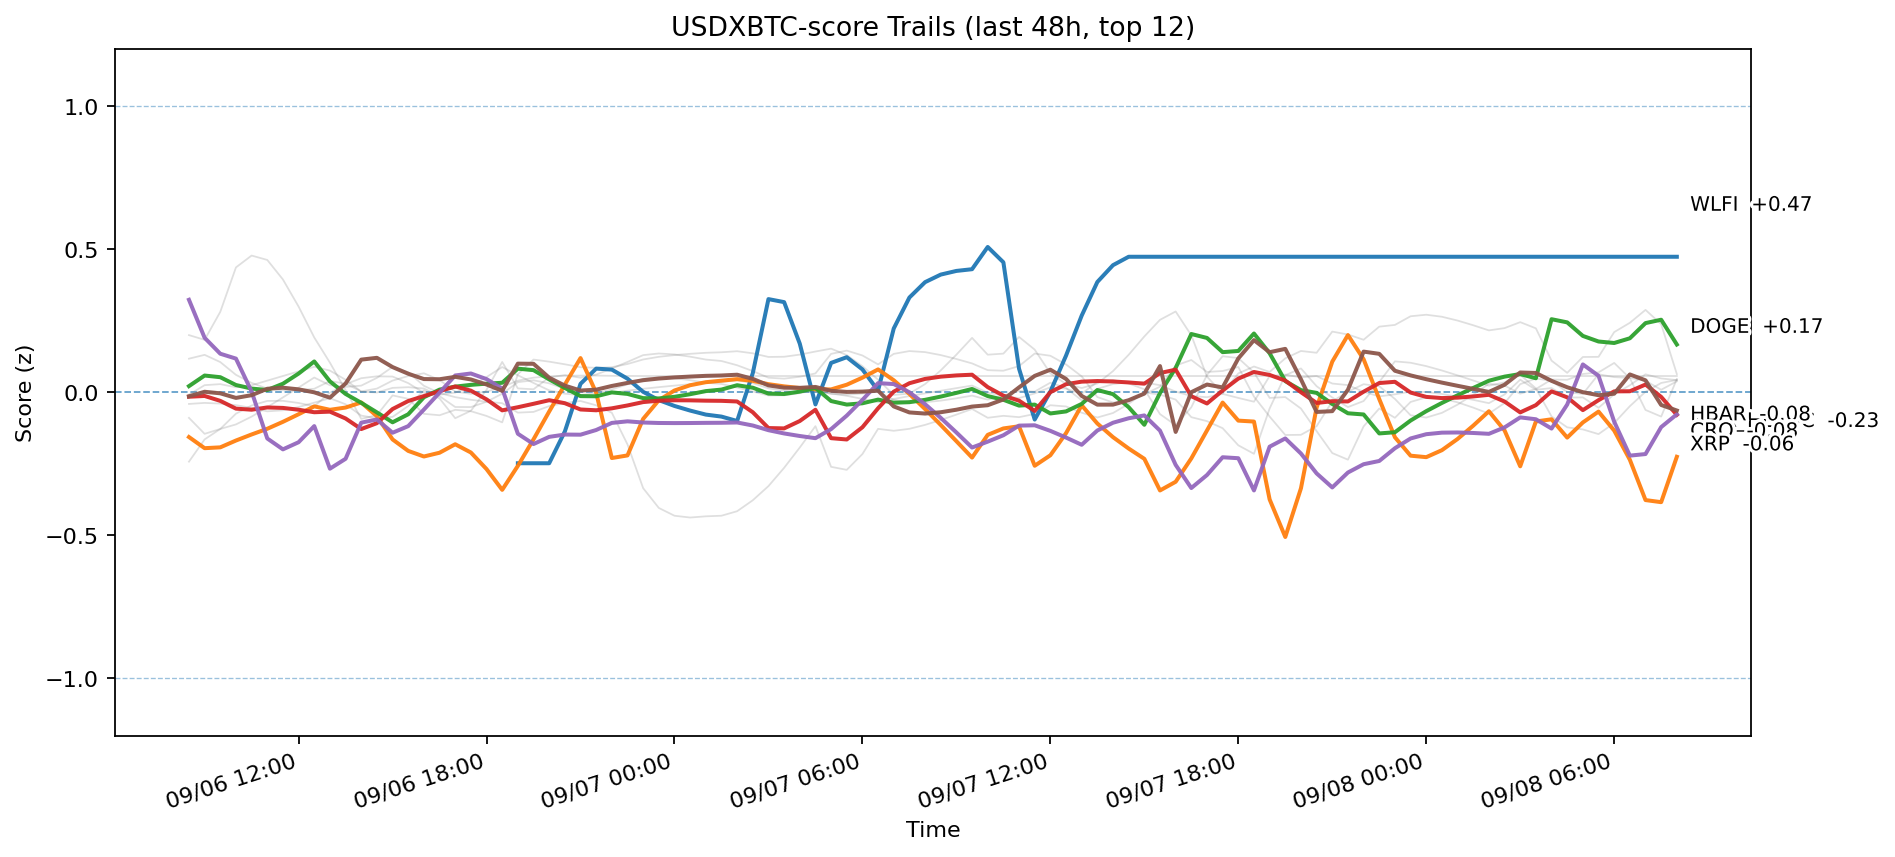 USDXBTC-score Trails (last 48h, top 12)
Score (z)
1.0
0.5
0.0
−0.5
−1.0
WLFI +0.47
DOGE +0.17
HBAR -0.08
-0.23
CRO -0.08
XRP -0.06
09/06 12:00
09/06 18:00
09/07 00:00
09/07 06:00
09/07 12:00
09/07 18:00
09/08 00:00
09/08 06:00
Time